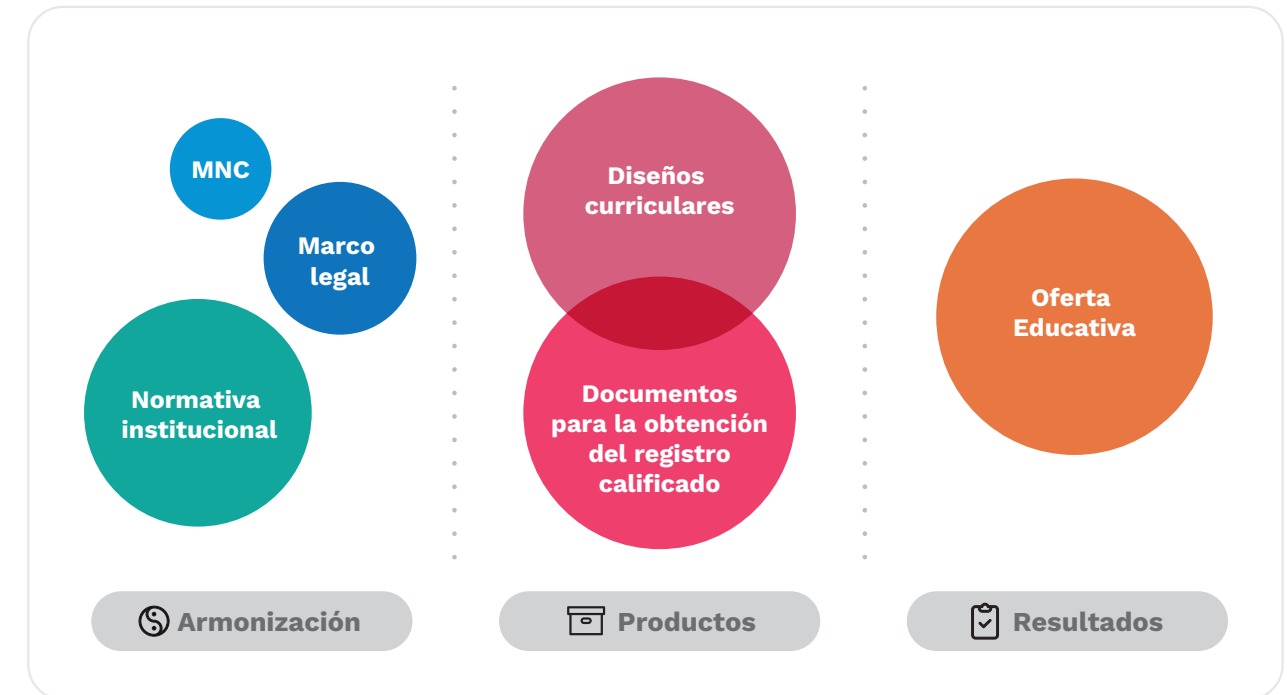 MNC
Marco
legal
Normativa
institucional
Diseños
curriculares
Documentos
para la obtención
del registro
calificado
Oferta
Educativa
Armonización
Productos
Resultados